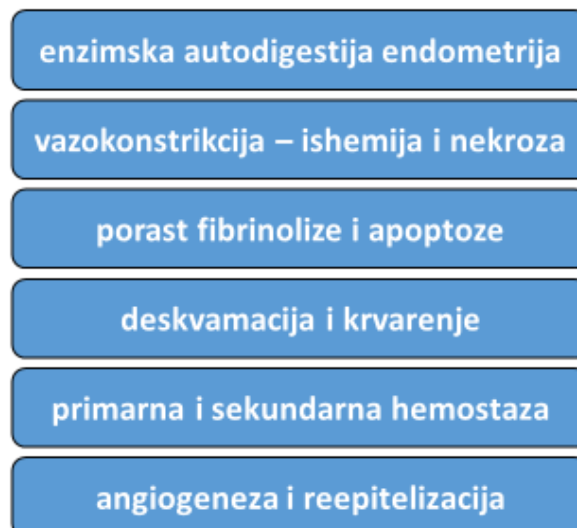 enzimska autodigestija endometrija
vazokonstrikcija – ishemija i nekroza
porast fibrinolize i apoptoze
deskvamacija i krvarenje
primarna i sekundarna hemostaza
angiogeneza i reepitelizacija